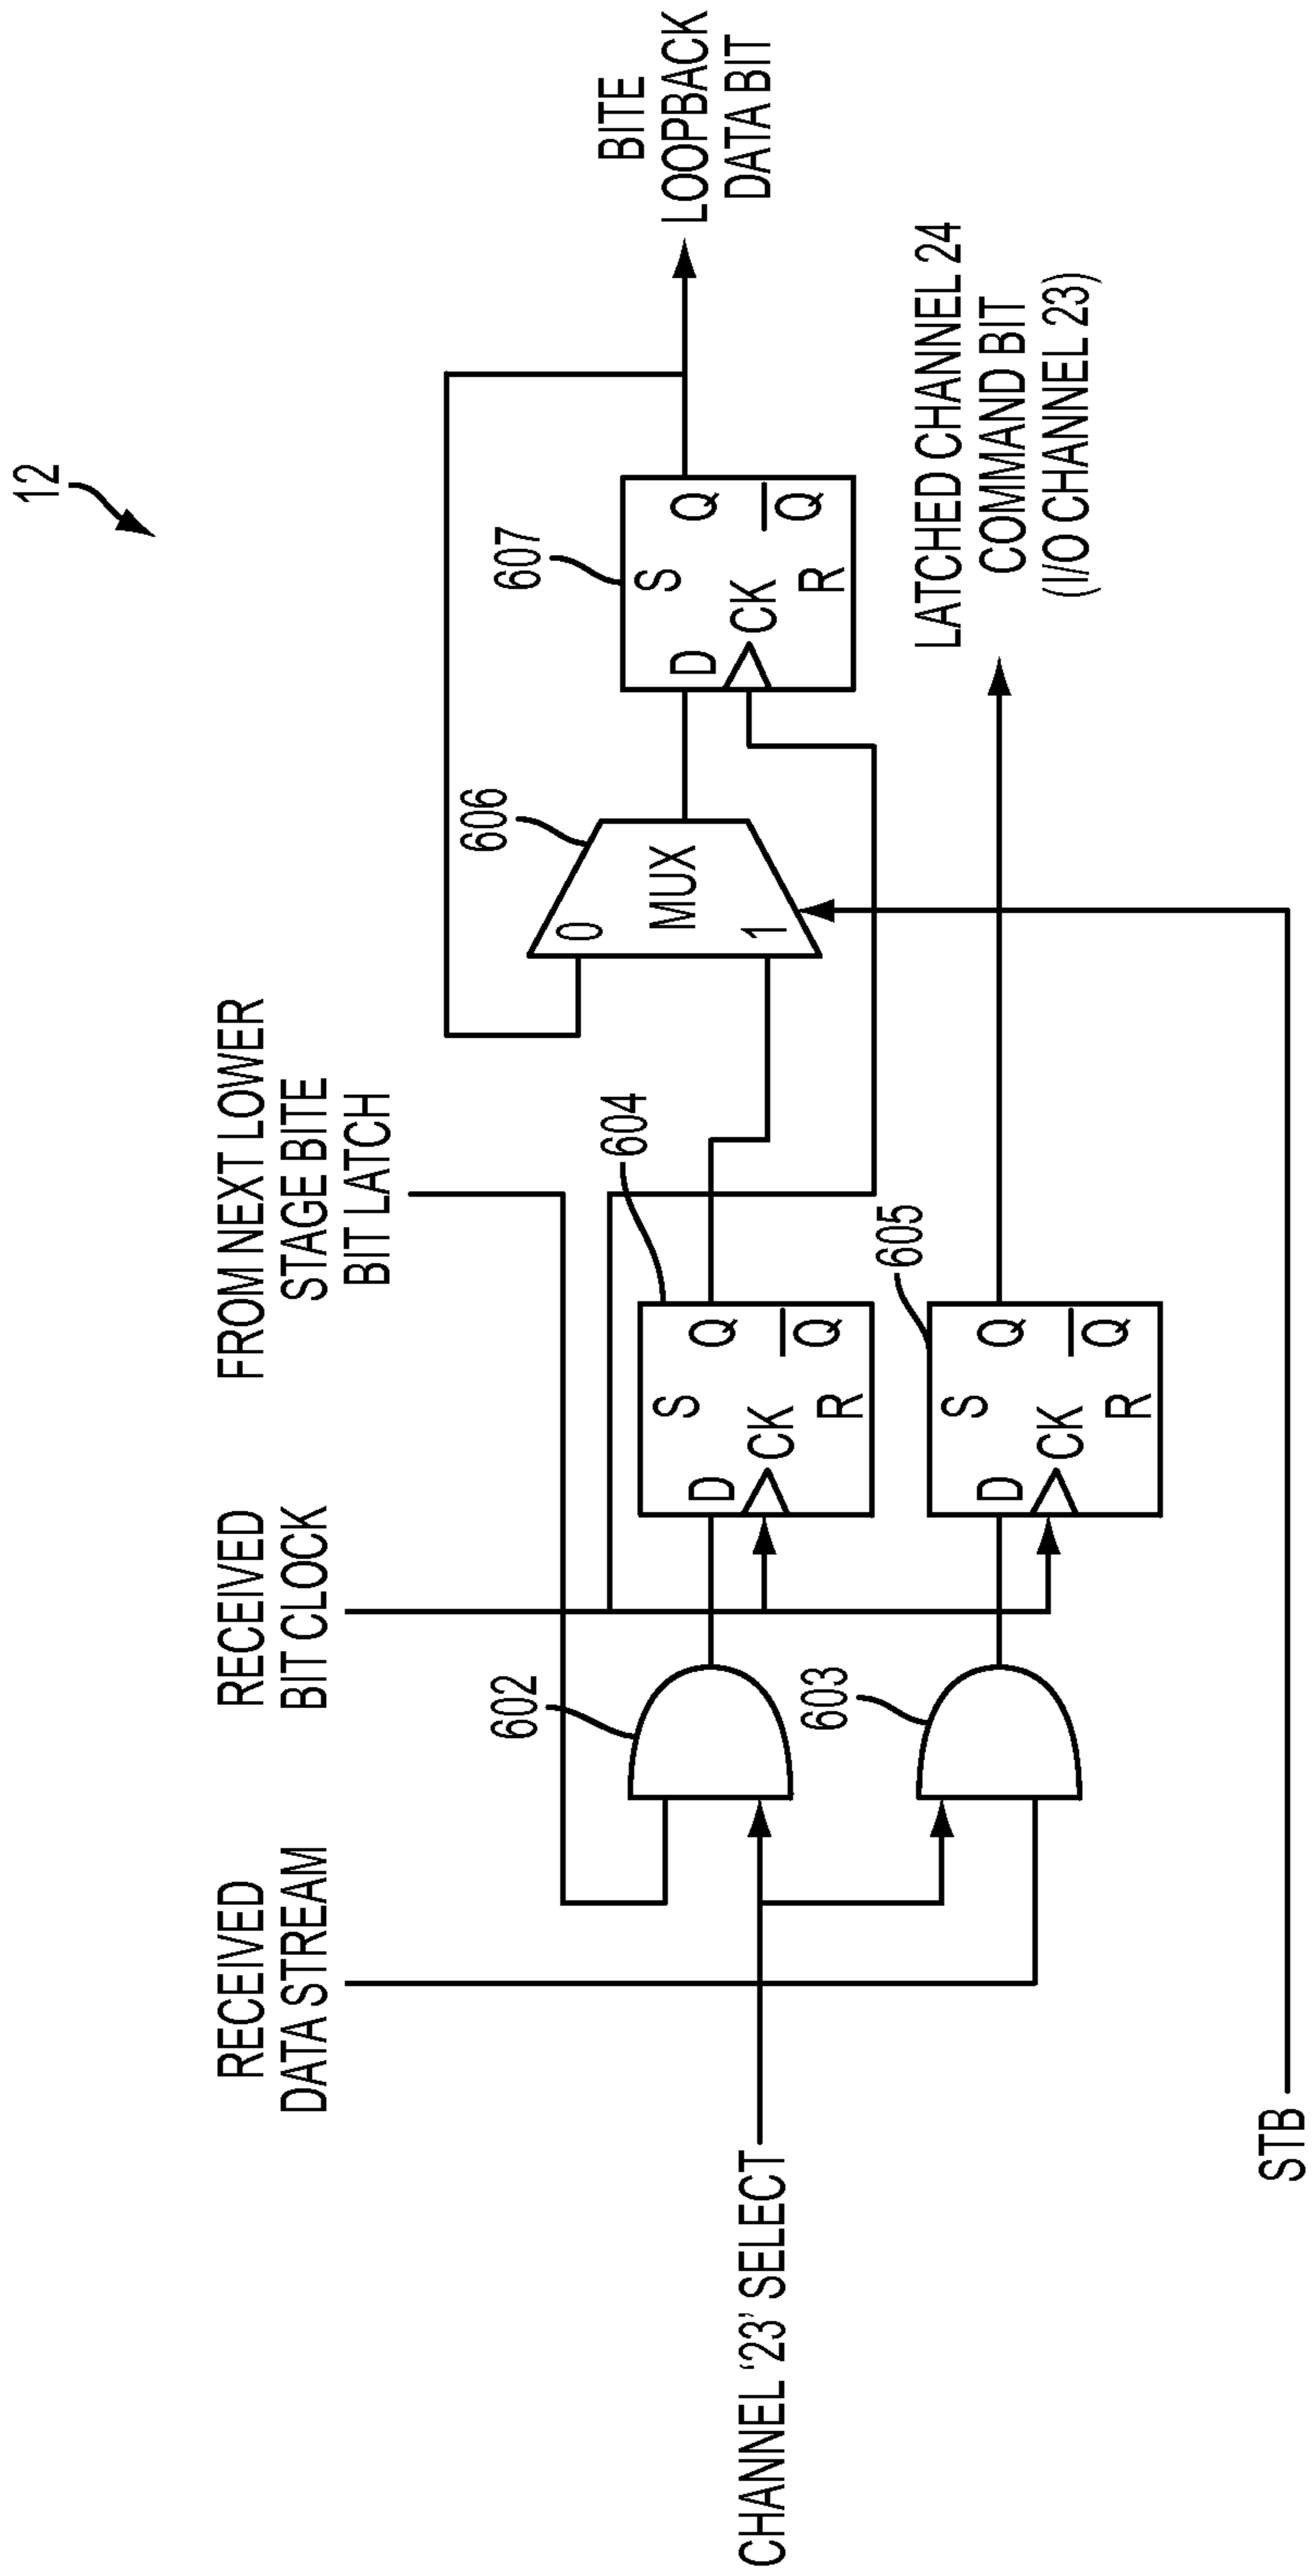 12
RECEIVED
DATA STREAM
RECEIVED
BIT CLOCK
FROM NEXT LOWER
STAGE BITE
BIT LATCH
BITE
LOOPBACK
DATA BIT
602
603
604
605
606
607
D
S
Q
CK
R
Q̅
D
S
Q
CK
R
Q̅
0
MUX
1
D
S
Q
CK
R
Q̅
LATCHED CHANNEL 24
COMMAND BIT
(I/O CHANNEL 23)
CHANNEL ‘23’ SELECT
STB